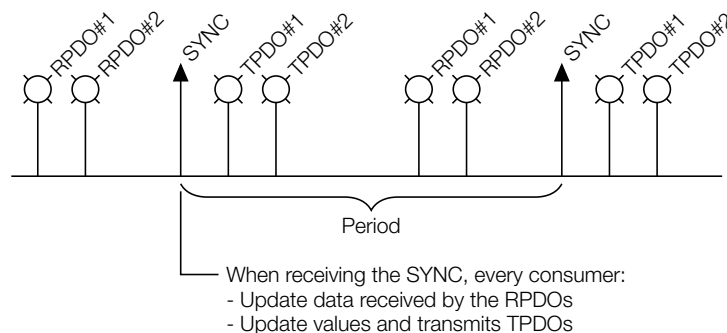 RPDO#1
RPDO#2
SYNC
TPDO#1
TPDO#2
RPDO#1
RPDO#2
SYNC
TPDO#1
TPDO#2
Period
When receiving the SYNC, every consumer:
- Update data received by the RPDOs
- Update values and transmits TPDOs